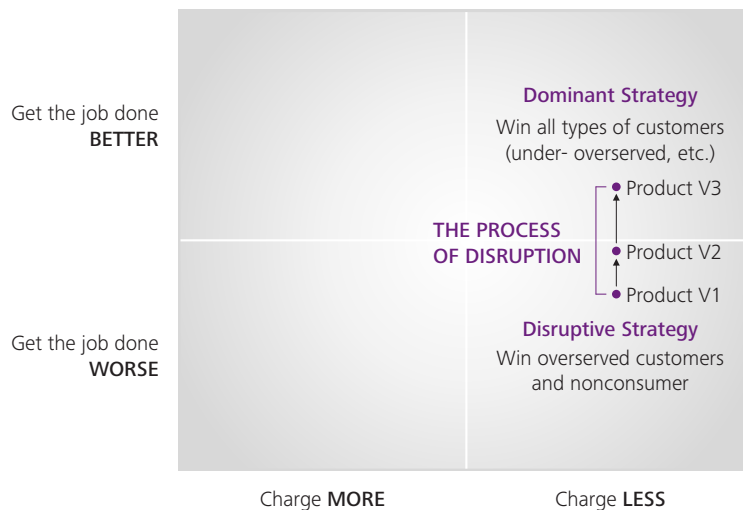 Get the job done
BETTER
Dominant Strategy
Win all types of customers
(under- overserved, etc.)
Product V3
THE PROCESS
OF DISRUPTION
Product V2
Product V1
Get the job done
WORSE
Disruptive Strategy
Win overserved customers
and nonconsumer
Charge MORE
Charge LESS